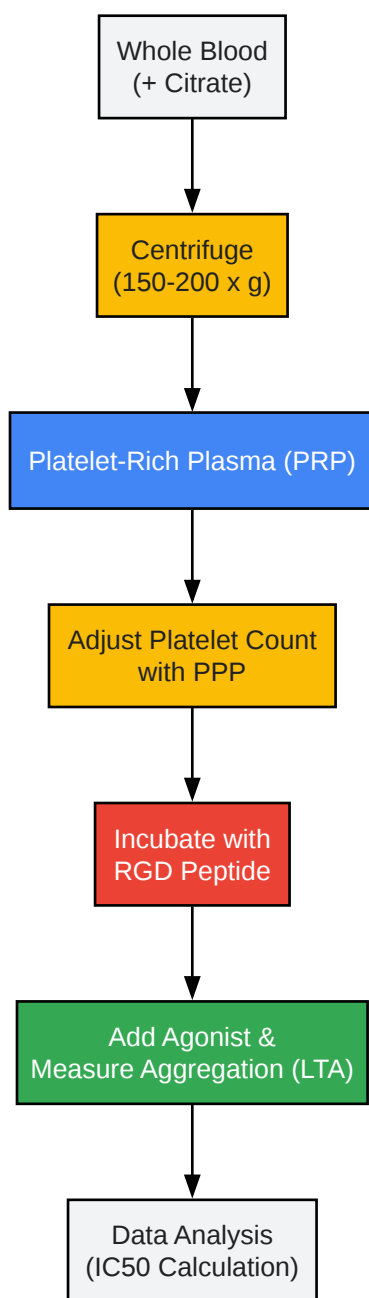 Whole Blood
(+ Citrate)
Centrifuge
(150-200 x g)
Platelet-Rich Plasma (PRP)
Adjust Platelet Count
with PPP
Incubate with
RGD Peptide
Add Agonist &
Measure Aggregation (LTA)
Data Analysis
(IC50 Calculation)